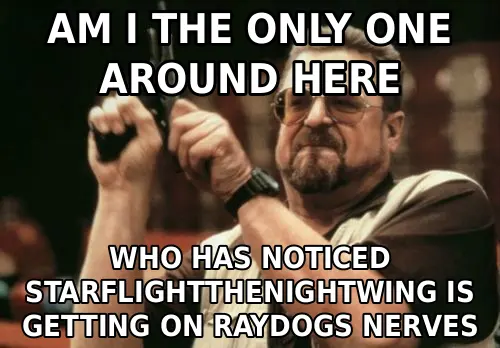 AM I THE ONLY ONE
AROUND HERE
WHO HAS NOTICED
STARFLIGHTTHENIGHTWING IS
GETTING ON RAYDOGS NERVES